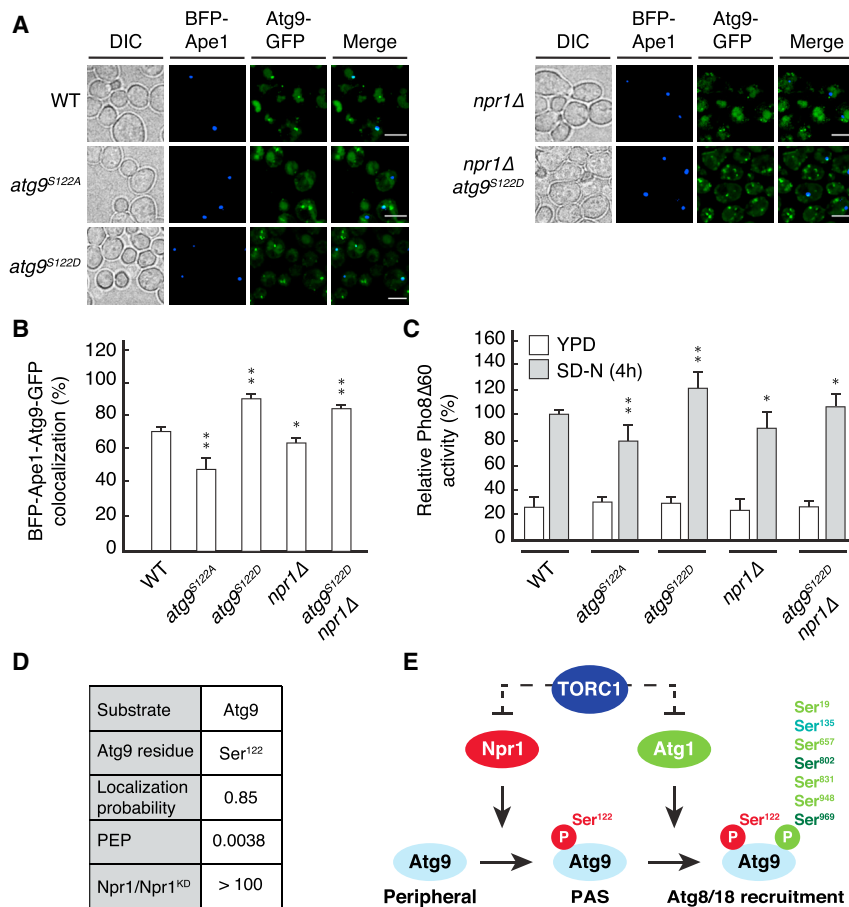 A
DIC BFP-Ape1 Atg9-GFP Merge
WT
atg9S122A
atg9S122D
DIC BFP-Ape1 Atg9-GFP Merge
npr1Δ
npr1Δ
atg9S122D
B
BFP-Ape1-Atg9-GFP
colocalization (%)
120
100
80
60
40
20
0
** ** * **
WT atg9S122A atg9S122D npr1Δ atg9S122D npr1Δ
C
Relative Pho8Δ60
activity (%)
160
140
120
100
80
60
40
20
0
YPD
SD-N (4h)
** ** * *
WT atg9S122A atg9S122D npr1Δ atg9S122D npr1Δ
D
Substrate Atg9
Atg9 residue Ser122
Localization
probability 0.85
PEP 0.0038
Npr1/Npr1KD > 100
E
TORC1
Npr1 Atg1
Ser19
Ser135
Ser657
Ser802
Ser831
Ser948
Ser969
Ser122 Ser122
P P P
Atg9 Atg9 Atg9
Peripheral PAS Atg8/18 recruitment